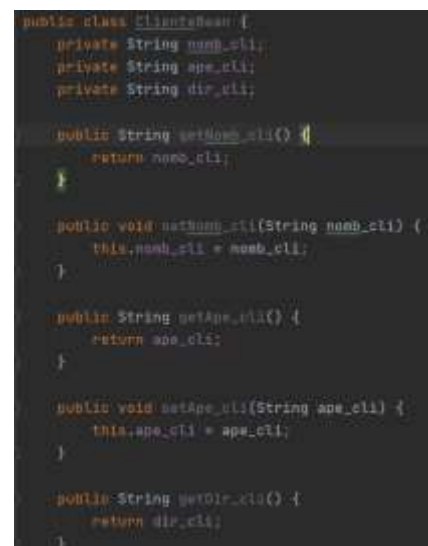 public class ClienteBean {
private String nomb_cli;
private String ape_cli;
private String dir_cli;
public String getNomb_cli() {
return nomb_cli;
}
public void setNomb_cli(String nomb_cli) {
this.nomb_cli = nomb_cli;
}
public String getApe_cli() {
return ape_cli;
}
public void setApe_cli(String ape_cli) {
this.ape_cli = ape_cli;
}
public String getDir_cli() {
return dir_cli;
}